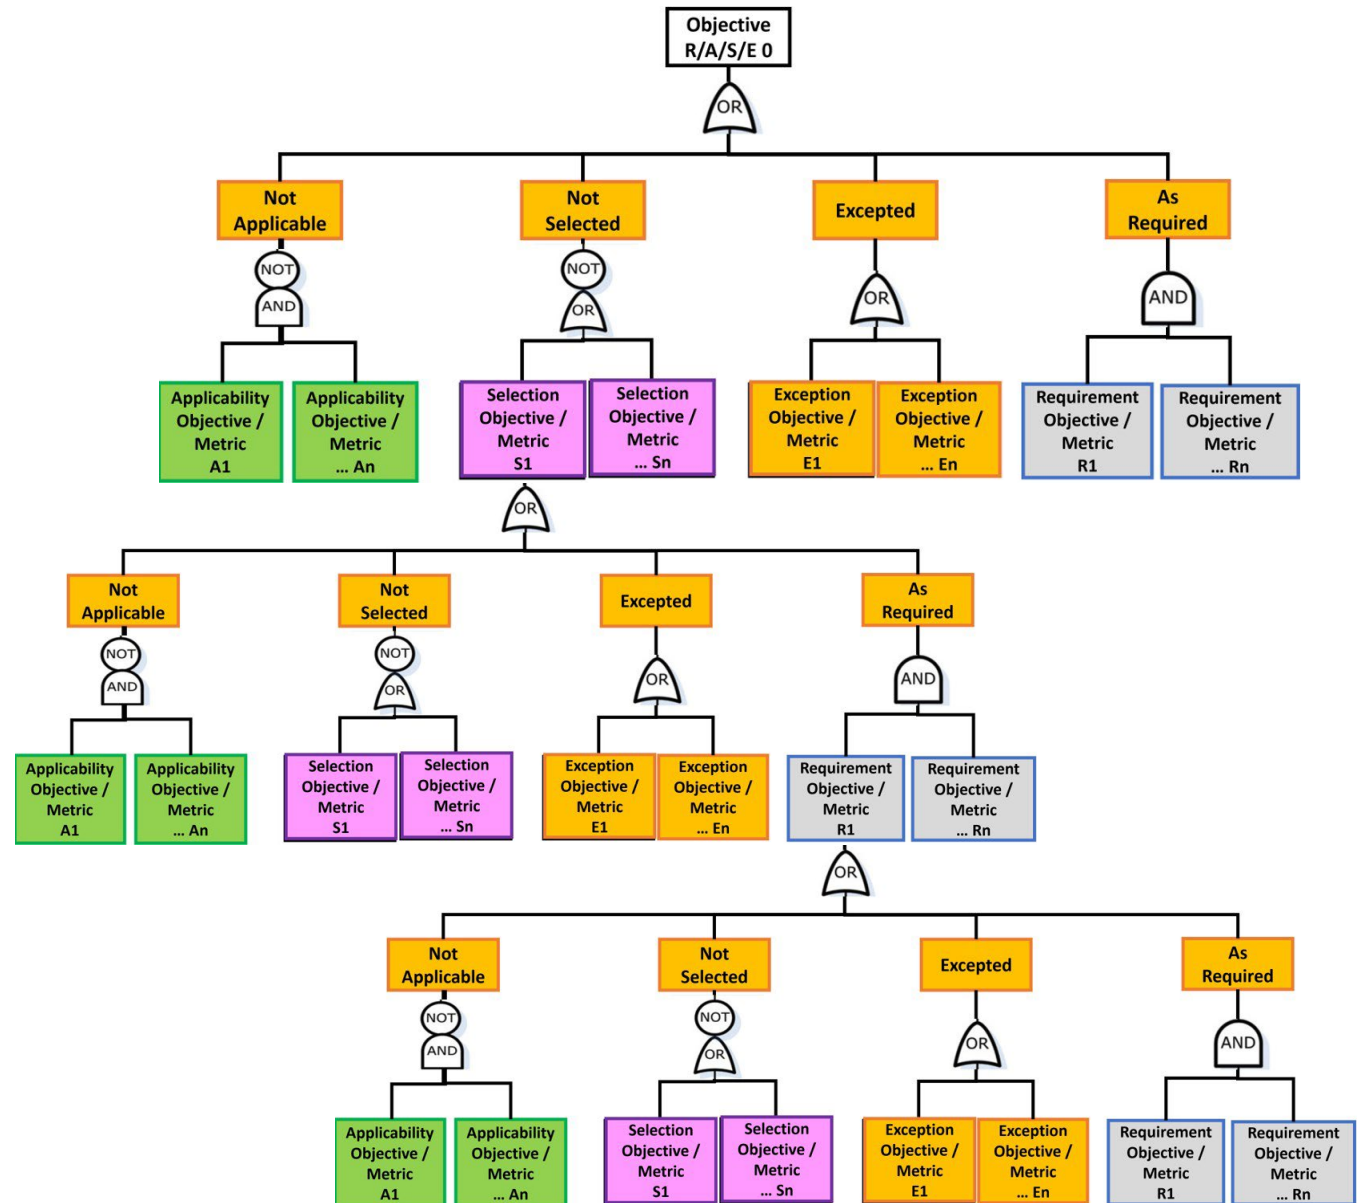 Objective
R/A/S/E 0
OR
Not
Applicable
Not
Selected
Excepted
As
Required
NOT
AND
NOT
OR
OR
AND
Applicability
Objective /
Metric
A1
Applicability
Objective /
Metric
... An
Selection
Objective /
Metric
S1
Selection
Objective /
Metric
... Sn
Exception
Objective /
Metric
E1
Exception
Objective /
Metric
... En
Requirement
Objective /
Metric
R1
Requirement
Objective /
Metric
... Rn
OR
Not
Applicable
Not
Selected
Excepted
As
Required
NOT
AND
NOT
OR
OR
AND
Applicability
Objective /
Metric
A1
Applicability
Objective /
Metric
... An
Selection
Objective /
Metric
S1
Selection
Objective /
Metric
... Sn
Exception
Objective /
Metric
E1
Exception
Objective /
Metric
... En
Requirement
Objective /
Metric
R1
Requirement
Objective /
Metric
... Rn
OR
Not
Applicable
Not
Selected
Excepted
As
Required
NOT
AND
NOT
OR
OR
AND
Applicability
Objective /
Metric
A1
Applicability
Objective /
Metric
... An
Selection
Objective /
Metric
S1
Selection
Objective /
Metric
... Sn
Exception
Objective /
Metric
E1
Exception
Objective /
Metric
... En
Requirement
Objective /
Metric
R1
Requirement
Objective /
Metric
... Rn